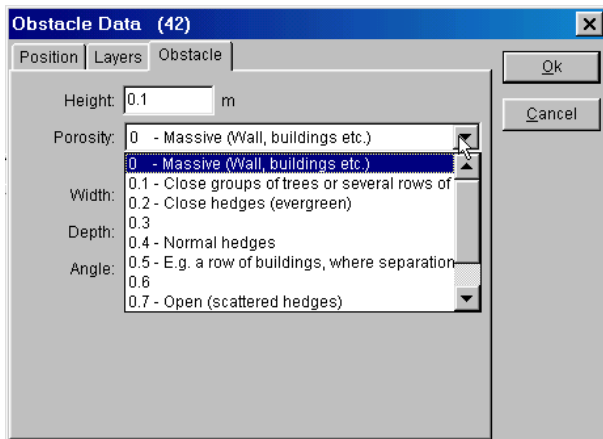 Obstacle Data (42)
Position Layers Obstacle
Ok
Height: 0.1 m
Cancel
Porosity: 0 - Massive (Wall, buildings etc.)
0 - Massive (Wall, buildings etc.)
0.1 - Close groups of trees or several rows of
Width:
0.2 - Close hedges (evergreen)
0.3
Depth:
0.4 - Normal hedges
Angle:
0.5 - E.g. a row of buildings, where separation
0.6
0.7 - Open (scattered hedges)